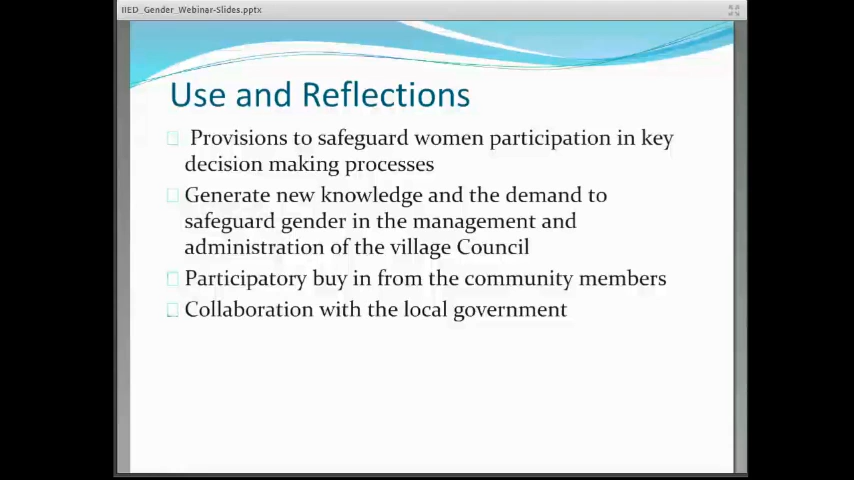 IIED_Gender_Webinar-Slides.pptx
Use and Reflections
Provisions to safeguard women participation in key
decision making processes
Generate new knowledge and the demand to
safeguard gender in the management and
administration of the village Council
Participatory buy in from the community members
Collaboration with the local government